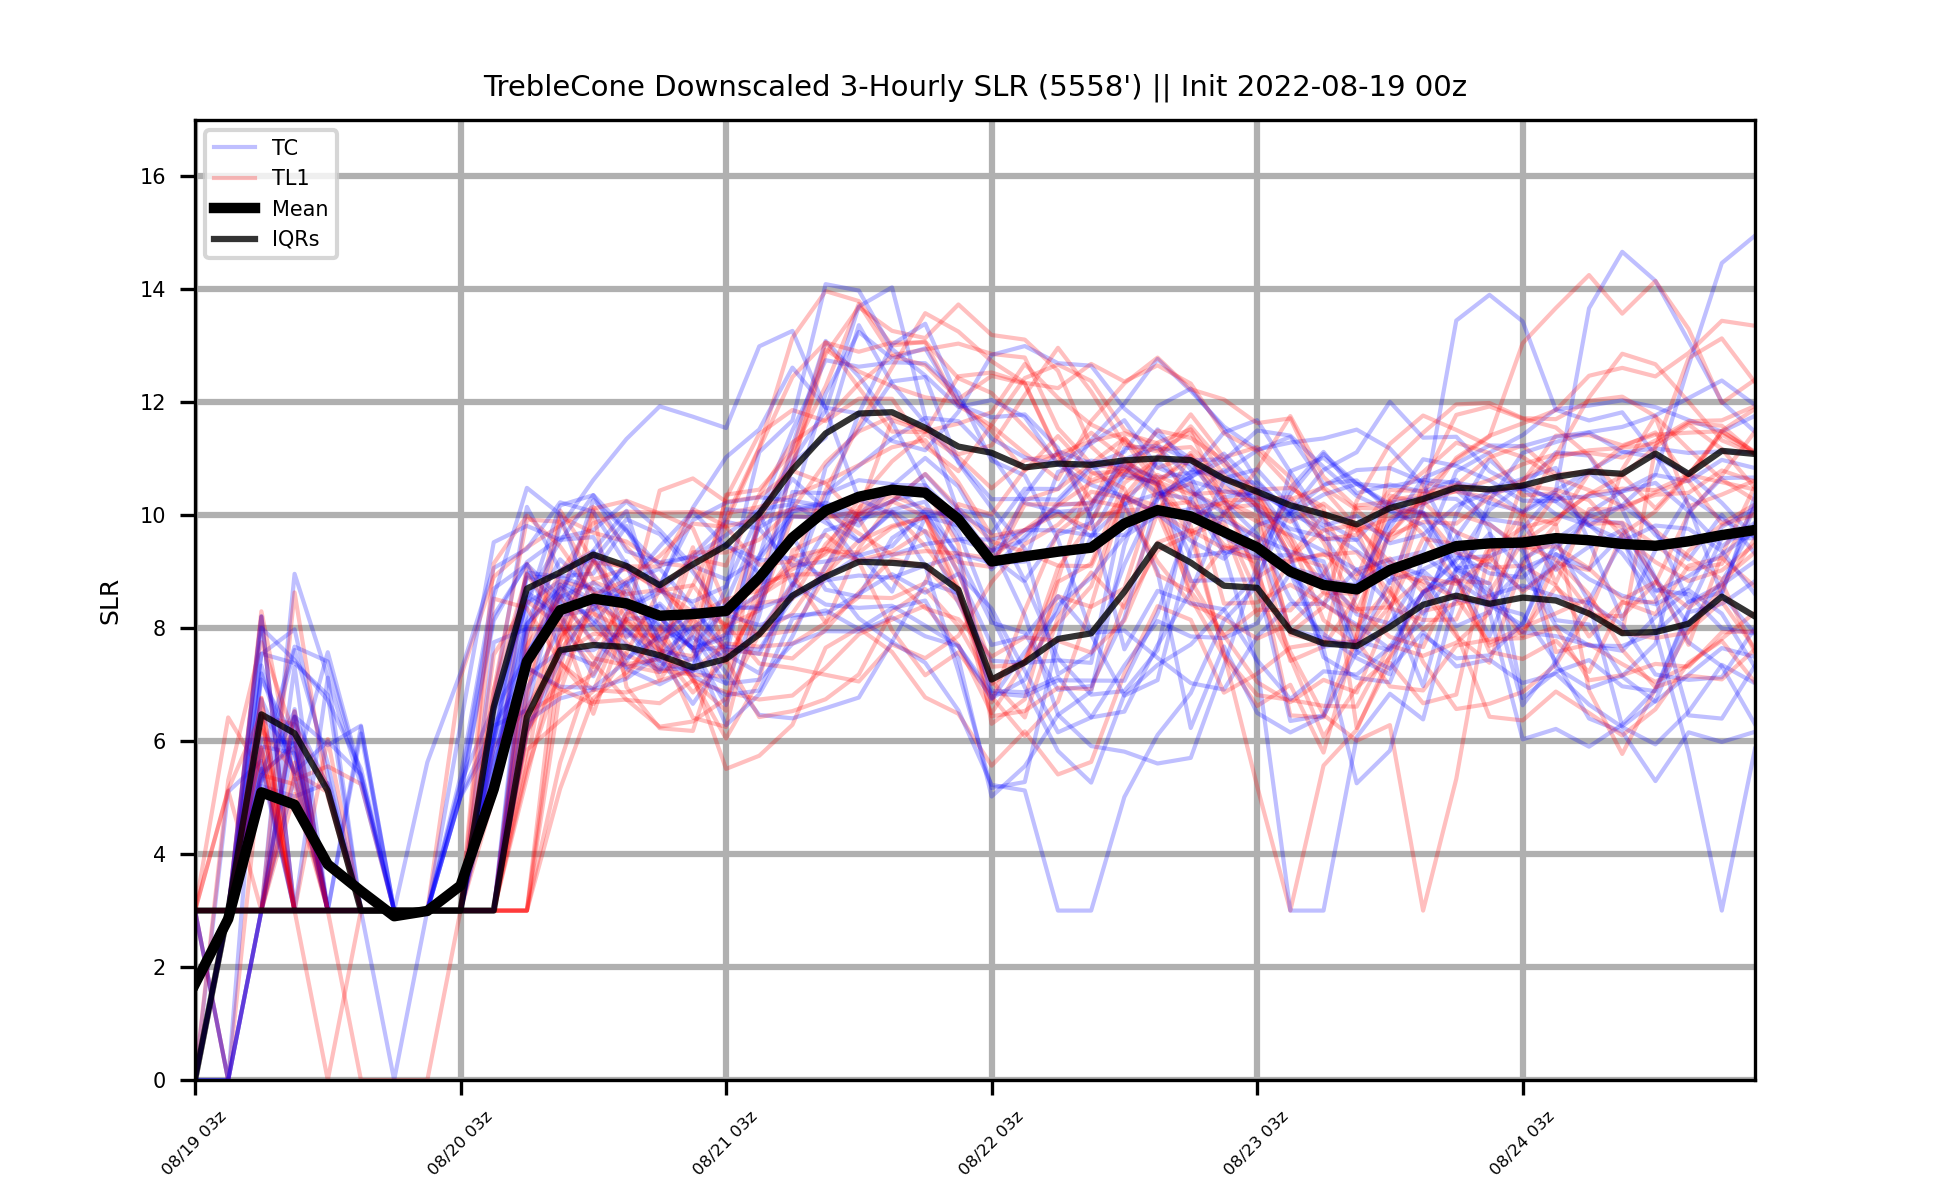 TrebleCone Downscaled 3-Hourly SLR (5558') || Init 2022-08-19 00z
TC
TL1
Mean
IQRs
SLR
16
14
12
10
8
6
4
2
0
08/19 03z
08/20 03z
08/21 03z
08/22 03z
08/23 03z
08/24 03z